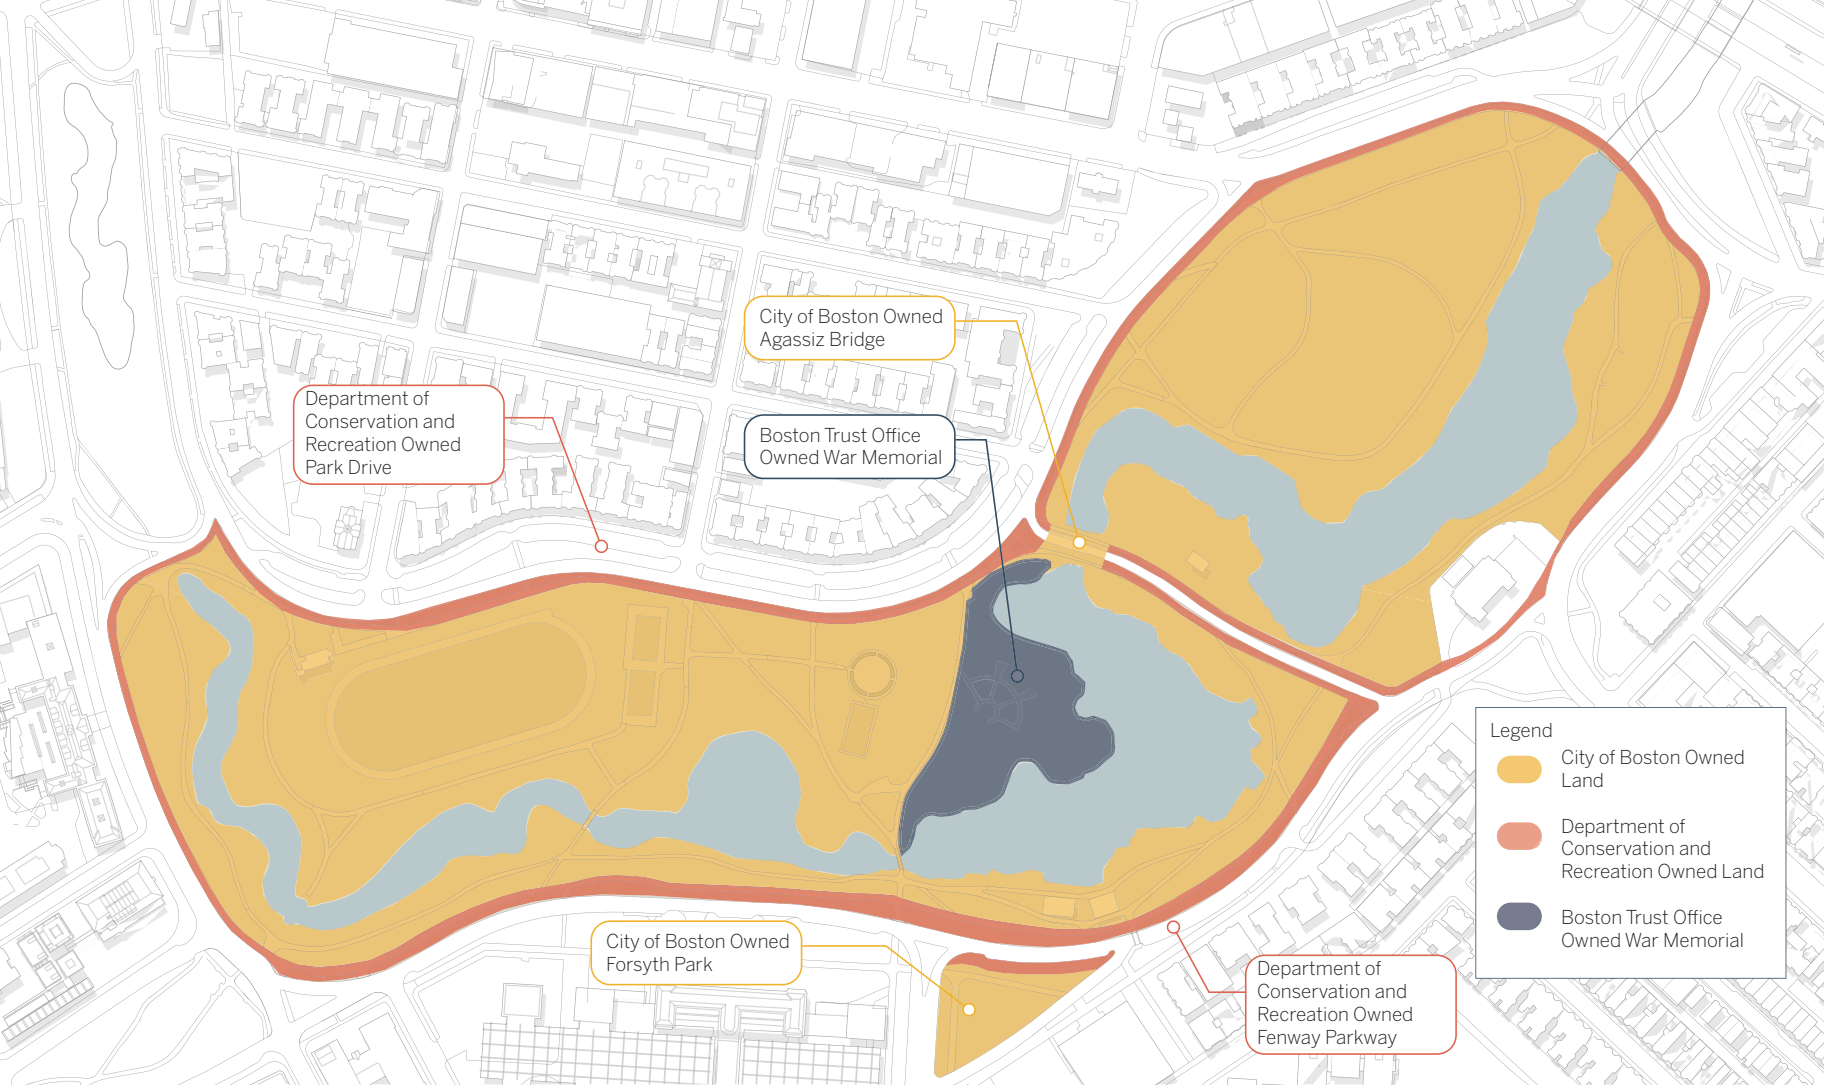 City of Boston Owned
Agassiz Bridge
Department of
Conservation and
Recreation Owned
Park Drive
Boston Trust Office
Owned War Memorial
City of Boston Owned
Forsyth Park
Department of
Conservation and
Recreation Owned
Fenway Parkway
Legend
City of Boston Owned
Land
Department of
Conservation and
Recreation Owned Land
Boston Trust Office
Owned War Memorial